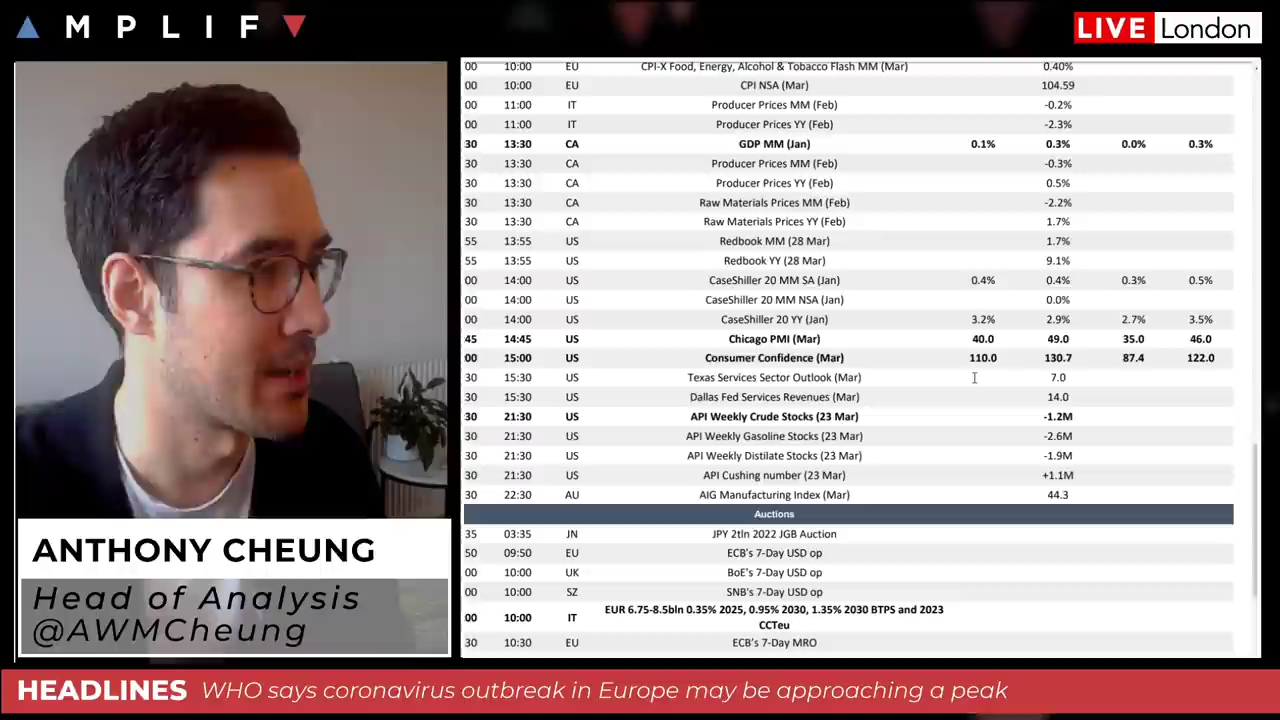 AMPLIFY
LIVE London
00 10:00 EU CPI-X Food, Energy, Alcohol & Tobacco Flash MM (Mar) 0.40%
00 10:00 EU CPI NSA (Mar) 104.59
00 11:00 IT Producer Prices MM (Feb) -0.2%
00 11:00 IT Producer Prices YY (Feb) -2.3%
30 13:30 CA GDP MM (Jan) 0.1% 0.3% 0.0% 0.3%
30 13:30 CA Producer Prices MM (Feb) -0.3%
30 13:30 CA Producer Prices YY (Feb) 0.5%
30 13:30 CA Raw Materials Prices MM (Feb) -2.2%
30 13:30 CA Raw Materials Prices YY (Feb) 1.7%
55 13:55 US Redbook MM (28 Mar) 1.7%
55 13:55 US Redbook YY (28 Mar) 9.1%
00 14:00 US CaseShiller 20 MM SA (Jan) 0.4% 0.4% 0.3% 0.5%
00 14:00 US CaseShiller 20 MM NSA (Jan) 0.0%
00 14:00 US CaseShiller 20 YY (Jan) 3.2% 2.9% 2.7% 3.5%
45 14:45 US Chicago PMI (Mar) 40.0 49.0 35.0 46.0
00 15:00 US Consumer Confidence (Mar) 110.0 130.7 87.4 122.0
30 15:30 US Texas Services Sector Outlook (Mar) 7.0
30 15:30 US Dallas Fed Services Revenues (Mar) 14.0
30 21:30 US API Weekly Crude Stocks (23 Mar) -1.2M
30 21:30 US API Weekly Gasoline Stocks (23 Mar) -2.6M
30 21:30 US API Weekly Distilate Stocks (23 Mar) -1.9M
30 21:30 US API Cushing number (23 Mar) +1.1M
30 22:30 AU AIG Manufacturing Index (Mar) 44.3
Auctions
35 03:35 JN JPY 2tln 2022 JGB Auction
50 09:50 EU ECB's 7-Day USD op
00 10:00 UK BoE's 7-Day USD op
00 10:00 SZ SNB's 7-Day USD op
00 10:00 IT EUR 6.75-8.5bln 0.35% 2025, 0.95% 2030, 1.35% 2030 BTPS and 2023
CCTeu
30 10:30 EU ECB's 7-Day MRO
ANTHONY CHEUNG
Head of Analysis
@AWMCheung
HEADLINES WHO says coronavirus outbreak in Europe may be approaching a peak